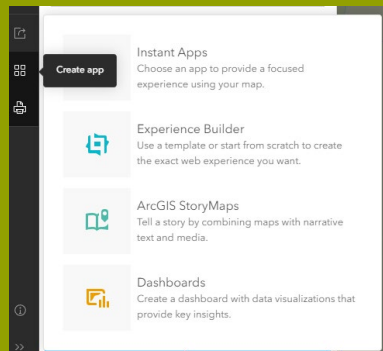 Create app
Instant Apps
Choose an app to provide a focused
experience using your map.
Experience Builder
Use a template or start from scratch to create
the exact web experience you want.
ArcGIS StoryMaps
Tell a story by combining maps with narrative
text and media.
Dashboards
Create a dashboard with data visualizations that
provide key insights.